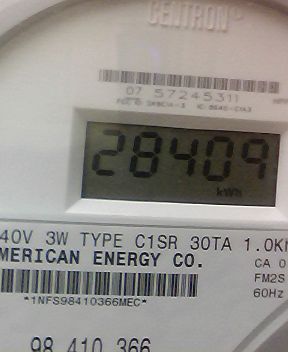 CENTRON
07 57245311
28409
kWh
40V 3W TYPE C1SR 30TA 1.0K
MERICAN ENERGY CO.
CA 0
FM2S
60Hz
*1NFS98410366MEC*
98 410 366